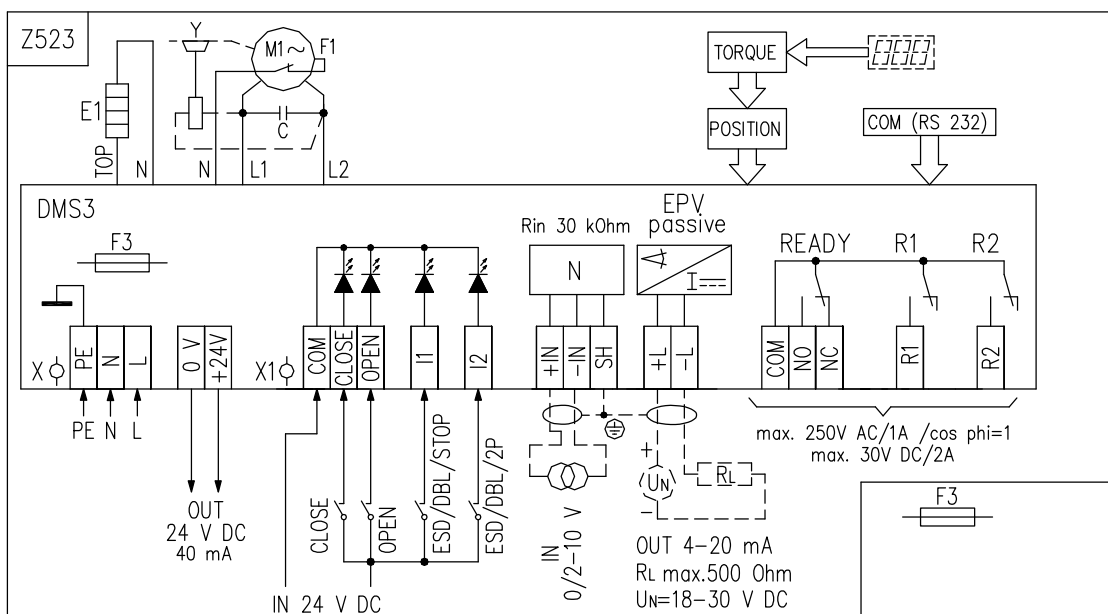 Z523
Y
M1 ~
F1
E1
C
TOP
N
N
L1
L2
TORQUE
POSITION
COM (RS 232)
DMS3
F3
Rin 30 kOhm
N
EPV
passive
I
READY
R1
R2
X
PE
N
L
0 V
+24V
X1
COM
CLOSE
OPEN
I1
I2
+IN
-IN
SH
+L
-L
COM
NO
NC
R1
R2
PE N L
OUT
24 V DC
40 mA
CLOSE
OPEN
ESD/DBL/STOP
ESD/DBL/2P
IN 24 V DC
IN
0/2-10 V
+
UN
-
RL
OUT 4-20 mA
RL max.500 Ohm
UN=18-30 V DC
max. 250V AC/1A /cos phi=1
max. 30V DC/2A
F3